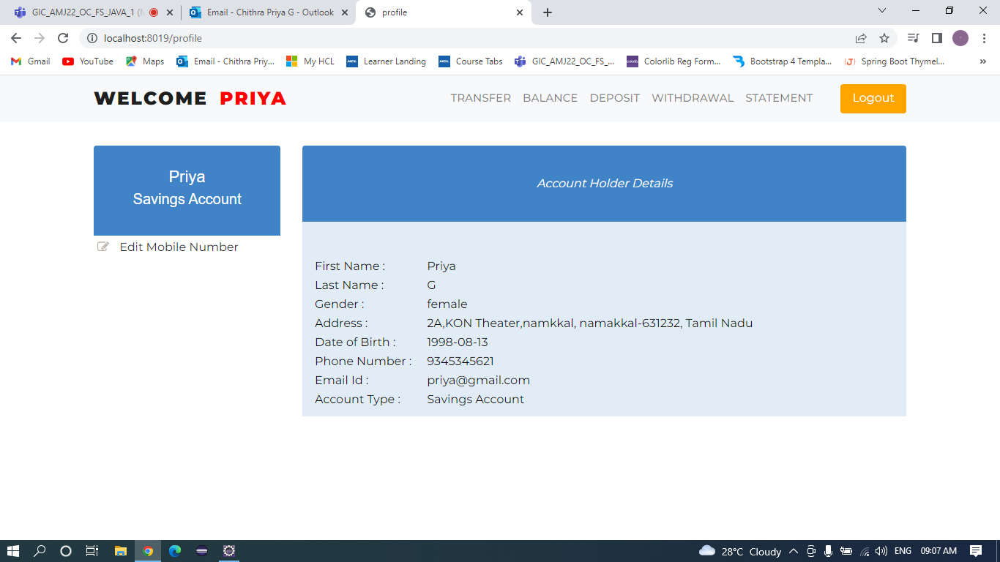 GIC_AMJ22_OC_FS_JAVA_1 (
Email - Chithra Priya G - Outlook
profile
localhost:8019/profile
Gmail
YouTube
Maps
Email - Chithra Priy...
My HCL
HCL
Learner Landing
HCL
Course Tabs
GIC_AMJ22_OC_FS_...
colorlib
Colorlib Reg Form...
Bootstrap 4 Templa...
Spring Boot Thymel...
WELCOME PRIYA
TRANSFER BALANCE DEPOSIT WITHDRAWAL STATEMENT
Logout
Priya
Savings Account
Edit Mobile Number
Account Holder Details
First Name : Priya
Last Name : G
Gender : female
Address : 2A,KON Theater,namkkal, namakkal-631232, Tamil Nadu
Date of Birth : 1998-08-13
Phone Number : 9345345621
Email Id : priya@gmail.com
Account Type : Savings Account
28°C Cloudy
ENG
09:07 AM